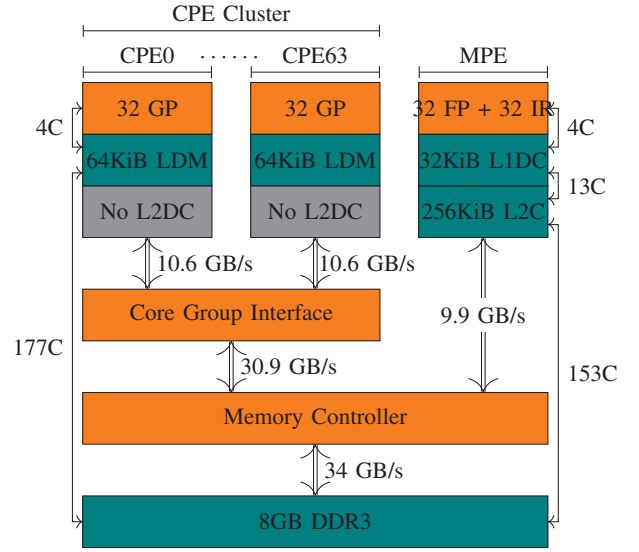 CPE Cluster
CPE0 ...... CPE63 MPE
32 GP 32 GP 32 FP + 32 IR
4C 4C
64KiB LDM 64KiB LDM 32KiB L1DC
13C
No L2DC No L2DC 256KiB L2C
10.6 GB/s 10.6 GB/s
Core Group Interface 9.9 GB/s
177C
30.9 GB/s 153C
Memory Controller
34 GB/s
8GB DDR3